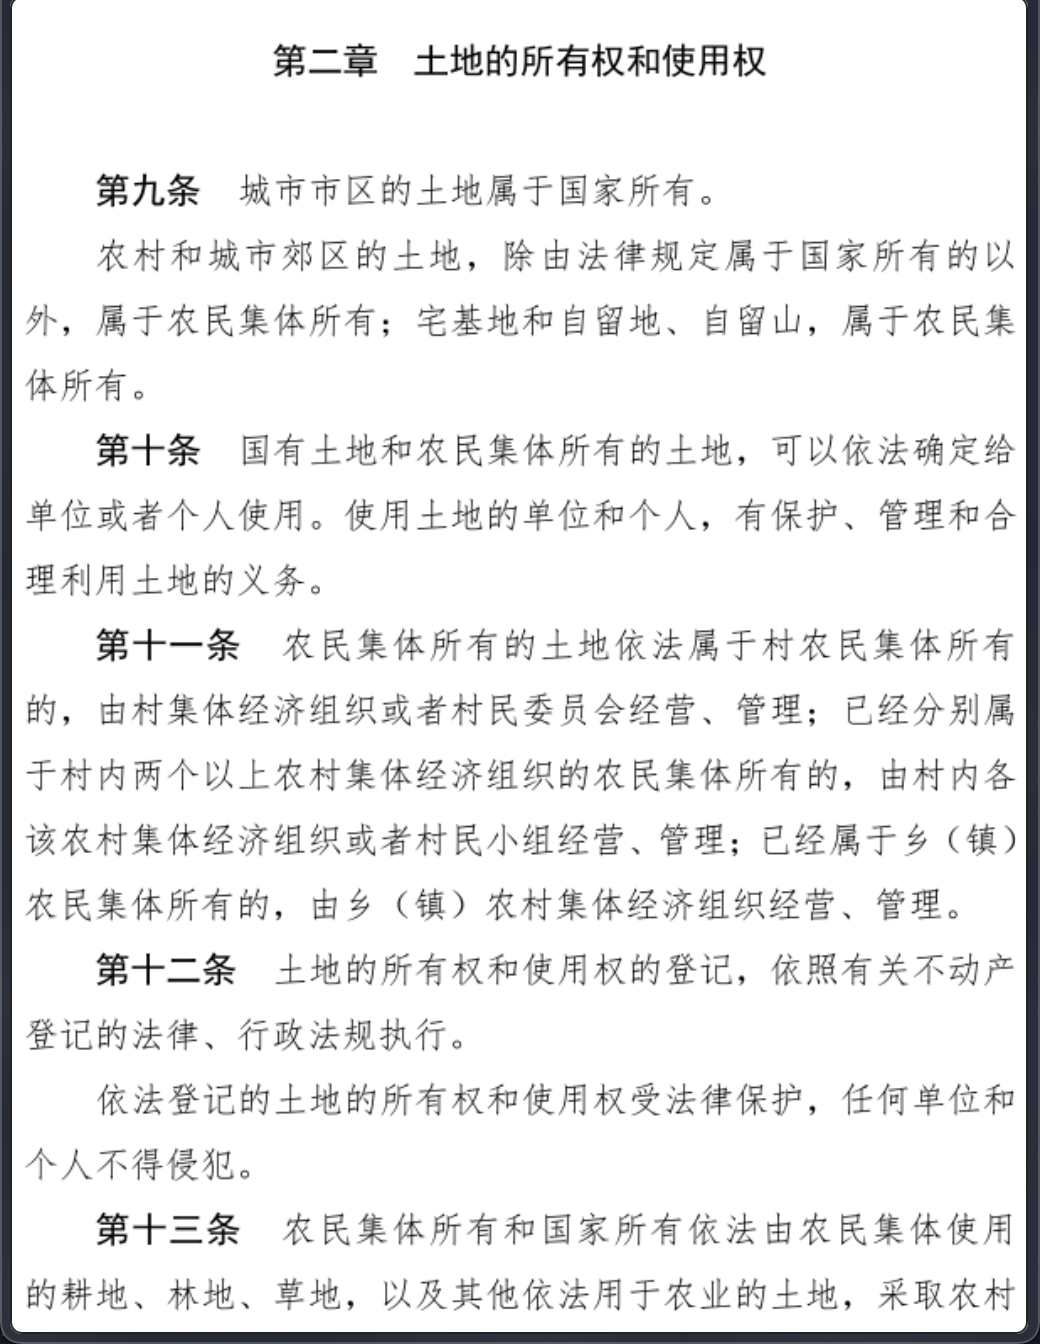 第二章　土地的所有权和使用权
第九条　城市市区的土地属于国家所有。
农村和城市郊区的土地，除由法律规定属于国家所有的以
外，属于农民集体所有；宅基地和自留地、自留山，属于农民集
体所有。
第十条　国有土地和农民集体所有的土地，可以依法确定给
单位或者个人使用。使用土地的单位和个人，有保护、管理和合
理利用土地的义务。
第十一条　农民集体所有的土地依法属于村农民集体所有
的，由村集体经济组织或者村民委员会经营、管理；已经分别属
于村内两个以上农村集体经济组织的农民集体所有的，由村内各
该农村集体经济组织或者村民小组经营、管理；已经属于乡（镇）
农民集体所有的，由乡（镇）农村集体经济组织经营、管理。
第十二条　土地的所有权和使用权的登记，依照有关不动产
登记的法律、行政法规执行。
依法登记的土地的所有权和使用权受法律保护，任何单位和
个人不得侵犯。
第十三条　农民集体所有和国家所有依法由农民集体使用
的耕地、林地、草地，以及其他依法用于农业的土地，采取农村